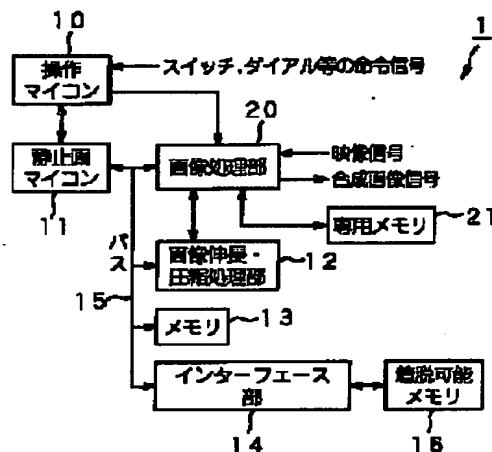 1
10
操作
マイコン
スイッチ,ダイアル等の命令信号
20
静止画
マイコン
11
画像処理部
映像信号
合成画像信号
専用メモリ
21
バス
15
画像伸長・
圧縮処理部
12
メモリ
13
インターフェース
部
14
着脱可能
メモリ
16